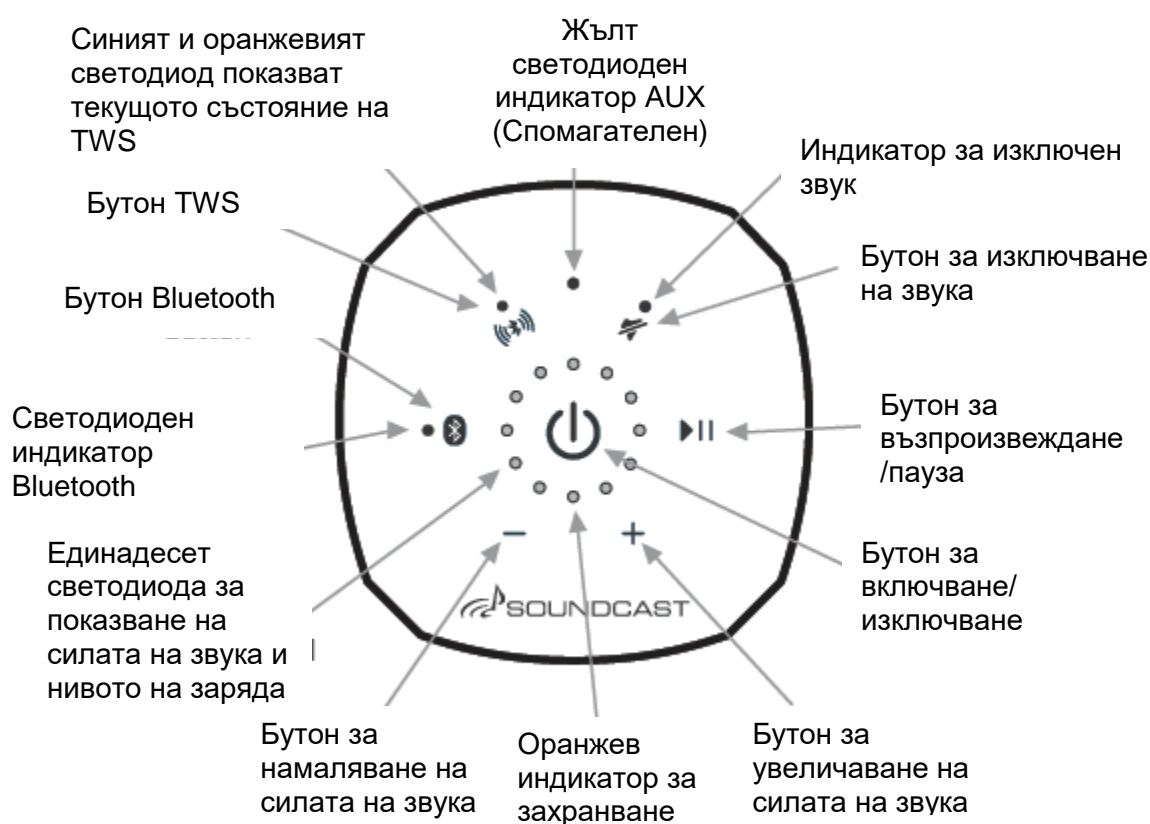 Синият и оранжевият
светодиод показват
текущото състояние на
TWS
Жълт
светодиоден
индикатор AUX
(Спомагателен)
Индикатор за изключен
звук
Бутон TWS
Бутон за изключване
на звука
Бутон Bluetooth
Светодиоден
индикатор
Bluetooth
Бутон за
възпроизвеждане
/пауза
Единадесет
светодиода за
показване на
силата на звука и
нивото на заряда
Бутон за
включване/
изключване
SOUNDCAST
Бутон за
намаляване на
силата на звука
Оранжев
индикатор за
захранване
Бутон за
увеличаване на
силата на звука